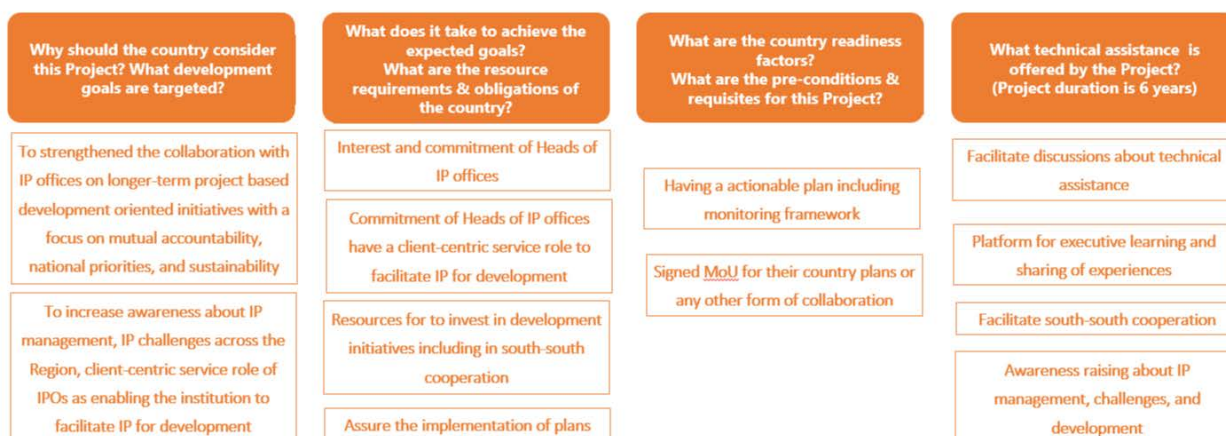 Why should the country consider
this Project? What development
goals are targeted?
To strengthened the collaboration with
IP offices on longer-term project based
development oriented initiatives with a
focus on mutual accountability,
national priorities, and sustainability
To increase awareness about IP
management, IP challenges across the
Region, client-centric service role of
IPOs as enabling the institution to
facilitate IP for development
What does it take to achieve the
expected goals?
What are the resource
requirements & obligations of
the country?
Interest and commitment of Heads of
IP offices
Commitment of Heads of IP offices
have a client-centric service role to
facilitate IP for development
Resources for to invest in development
initiatives including in south-south
cooperation
Assure the implementation of plans
What are the country readiness
factors?
What are the pre-conditions &
requisites for this Project?
Having a actionable plan including
monitoring framework
Signed MoU for their country plans or
any other form of collaboration
What technical assistance is
offered by the Project?
(Project duration is 6 years)
Facilitate discussions about technical
assistance
Platform for executive learning and
sharing of experiences
Facilitate south-south cooperation
Awareness raising about IP
management, challenges, and
development